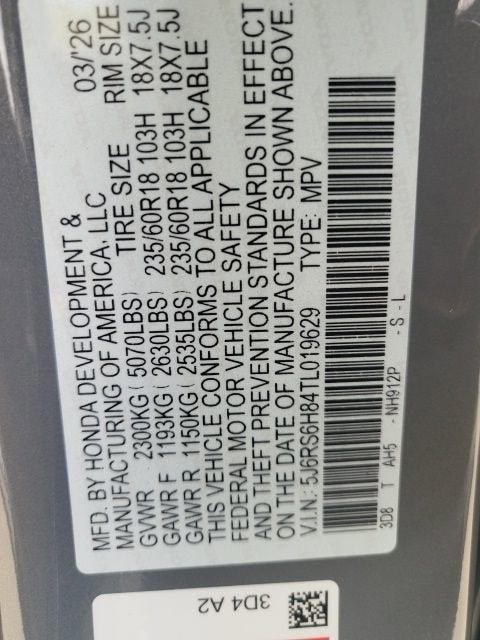 MFD. BY HONDA DEVELOPMENT &
MANUFACTURING OF AMERICA, LLC 03/'26
TIRE SIZE RIM SIZE
GVWR 2300KG ( 5070LBS)
GAWR F 1193KG ( 2630LBS) 235/60R18 103H 18X7.5J
GAWR R 1150KG ( 2535LBS) 235/60R18 103H 18X7.5J
THIS VEHICLE CONFORMS TO ALL APPLICABLE
FEDERAL MOTOR VEHICLE SAFETY
AND THEFT PREVENTION STANDARDS IN EFFECT
ON THE DATE OF MANUFACTURE SHOWN ABOVE.
V.I.N.: 5J6RS6H84TL019629 TYPE: MPV
3D8 T AH5 - NH912P - S - L
3D4 A2